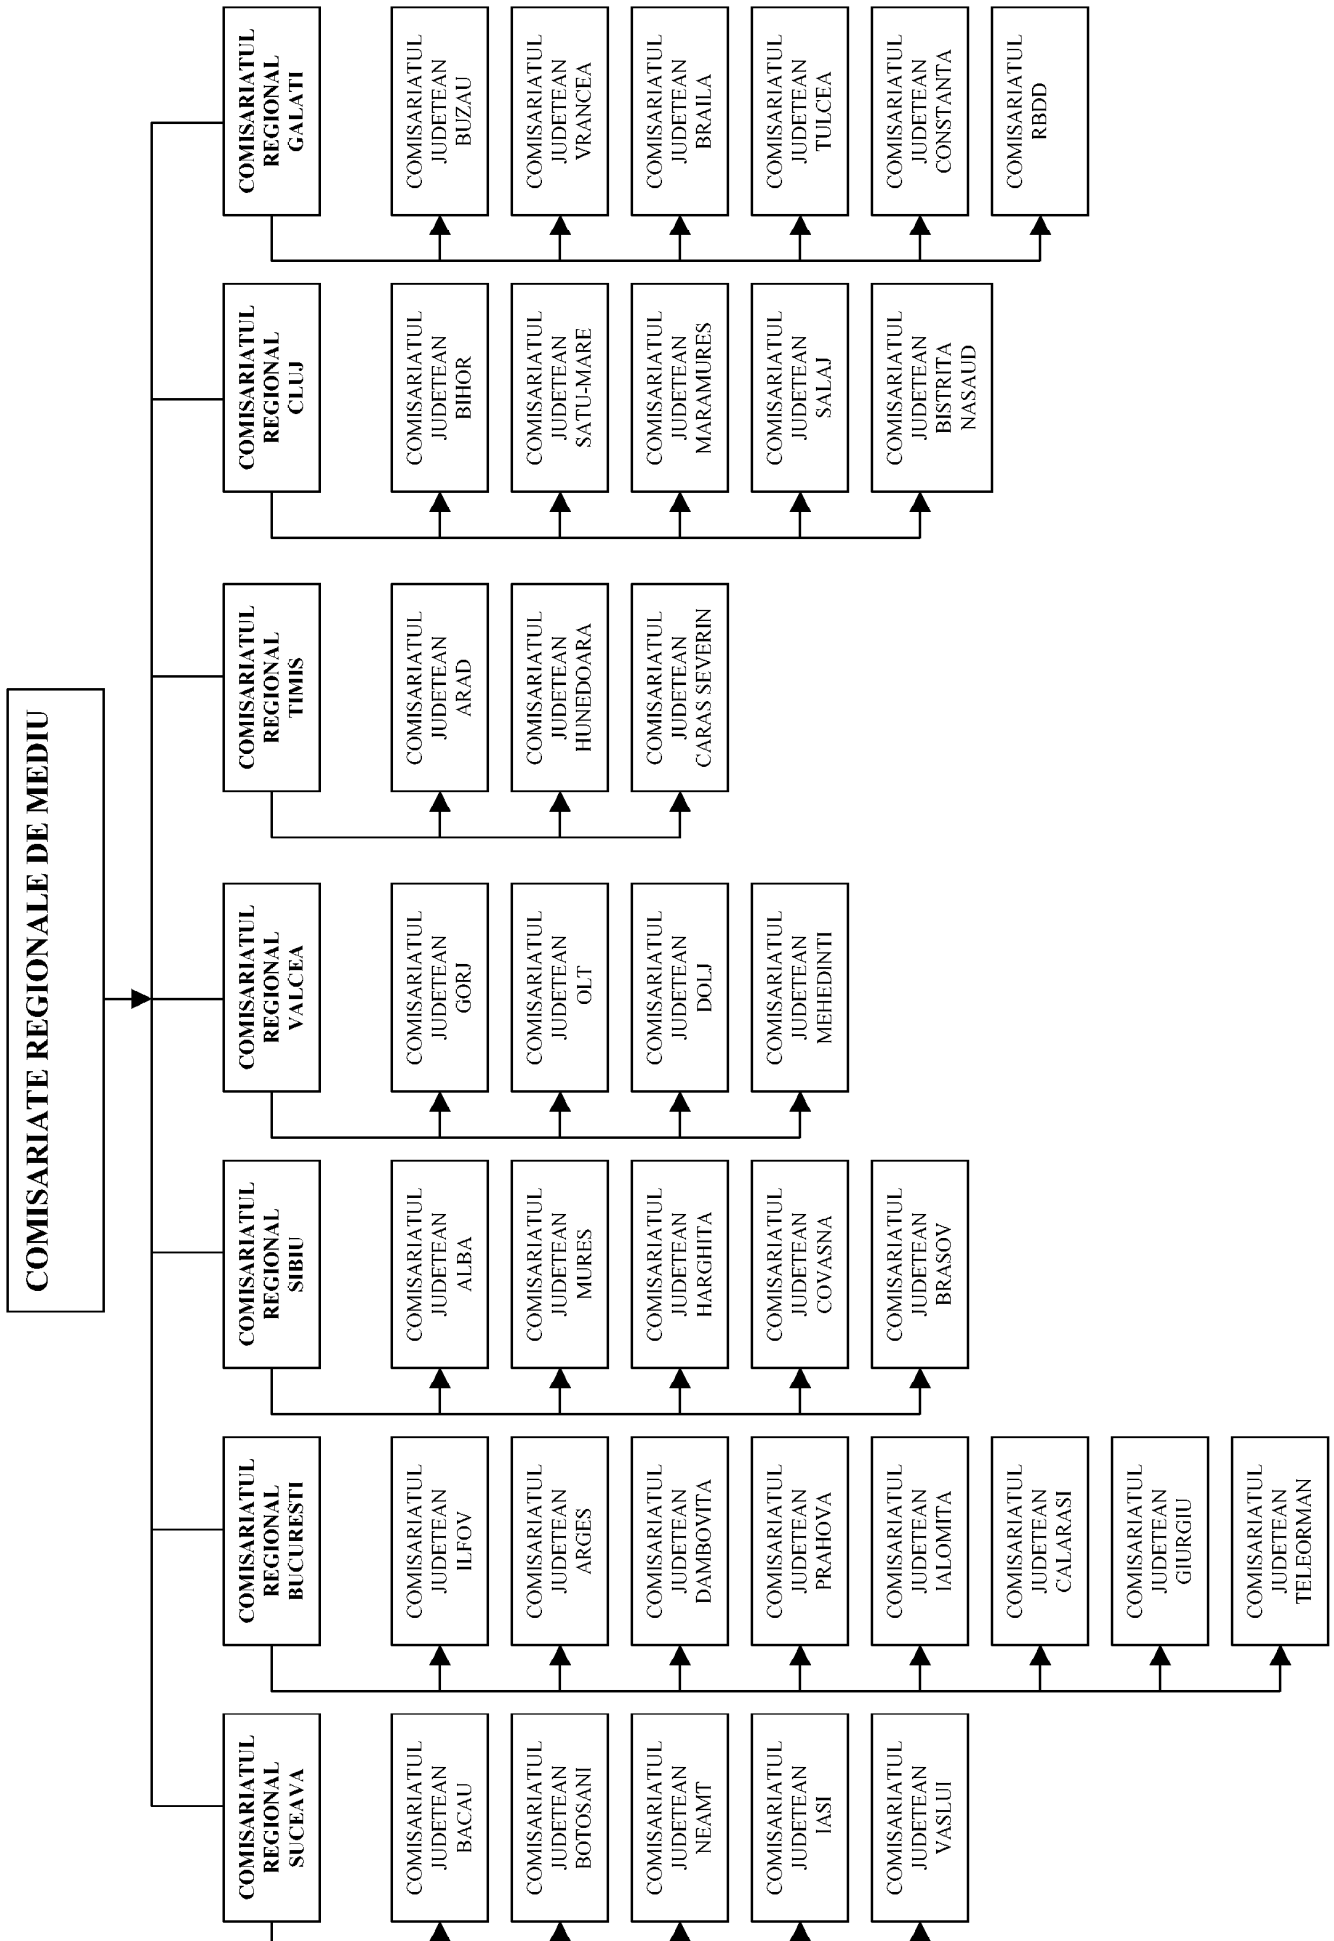 COMISARIATE REGIONALE DE MEDIU
COMISARIATUL
REGIONAL
SUCEAVA
COMISARIATUL
JUDETEAN
BACAU
COMISARIATUL
JUDETEAN
BOTOSANI
COMISARIATUL
JUDETEAN
NEAMT
COMISARIATUL
JUDETEAN
IASI
COMISARIATUL
JUDETEAN
VASLUI
COMISARIATUL
REGIONAL
BUCURESTI
COMISARIATUL
JUDETEAN
ILFOV
COMISARIATUL
JUDETEAN
ARGES
COMISARIATUL
JUDETEAN
DAMBOVITA
COMISARIATUL
JUDETEAN
PRAHOVA
COMISARIATUL
JUDETEAN
IALOMITA
COMISARIATUL
JUDETEAN
CALARASI
COMISARIATUL
JUDETEAN
GIURGIU
COMISARIATUL
JUDETEAN
TELEORMAN
COMISARIATUL
REGIONAL
SIBIU
COMISARIATUL
JUDETEAN
ALBA
COMISARIATUL
JUDETEAN
MURES
COMISARIATUL
JUDETEAN
HARGHITA
COMISARIATUL
JUDETEAN
COVASNA
COMISARIATUL
JUDETEAN
BRASOV
COMISARIATUL
REGIONAL
VALCEA
COMISARIATUL
JUDETEAN
GORJ
COMISARIATUL
JUDETEAN
OLT
COMISARIATUL
JUDETEAN
DOLJ
COMISARIATUL
JUDETEAN
MEHEDINTI
COMISARIATUL
REGIONAL
TIMIS
COMISARIATUL
JUDETEAN
ARAD
COMISARIATUL
JUDETEAN
HUNEDOARA
COMISARIATUL
JUDETEAN
CARAS SEVERIN
COMISARIATUL
REGIONAL
CLUJ
COMISARIATUL
JUDETEAN
BIHOR
COMISARIATUL
JUDETEAN
SATU-MARE
COMISARIATUL
JUDETEAN
MARAMURES
COMISARIATUL
JUDETEAN
SALAJ
COMISARIATUL
JUDETEAN
BISTRITA
NASAUD
COMISARIATUL
REGIONAL
GALATI
COMISARIATUL
JUDETEAN
BUZAU
COMISARIATUL
JUDETEAN
VRANCEA
COMISARIATUL
JUDETEAN
BRAILA
COMISARIATUL
JUDETEAN
TULCEA
COMISARIATUL
JUDETEAN
CONSTANTA
COMISARIATUL
RBDD